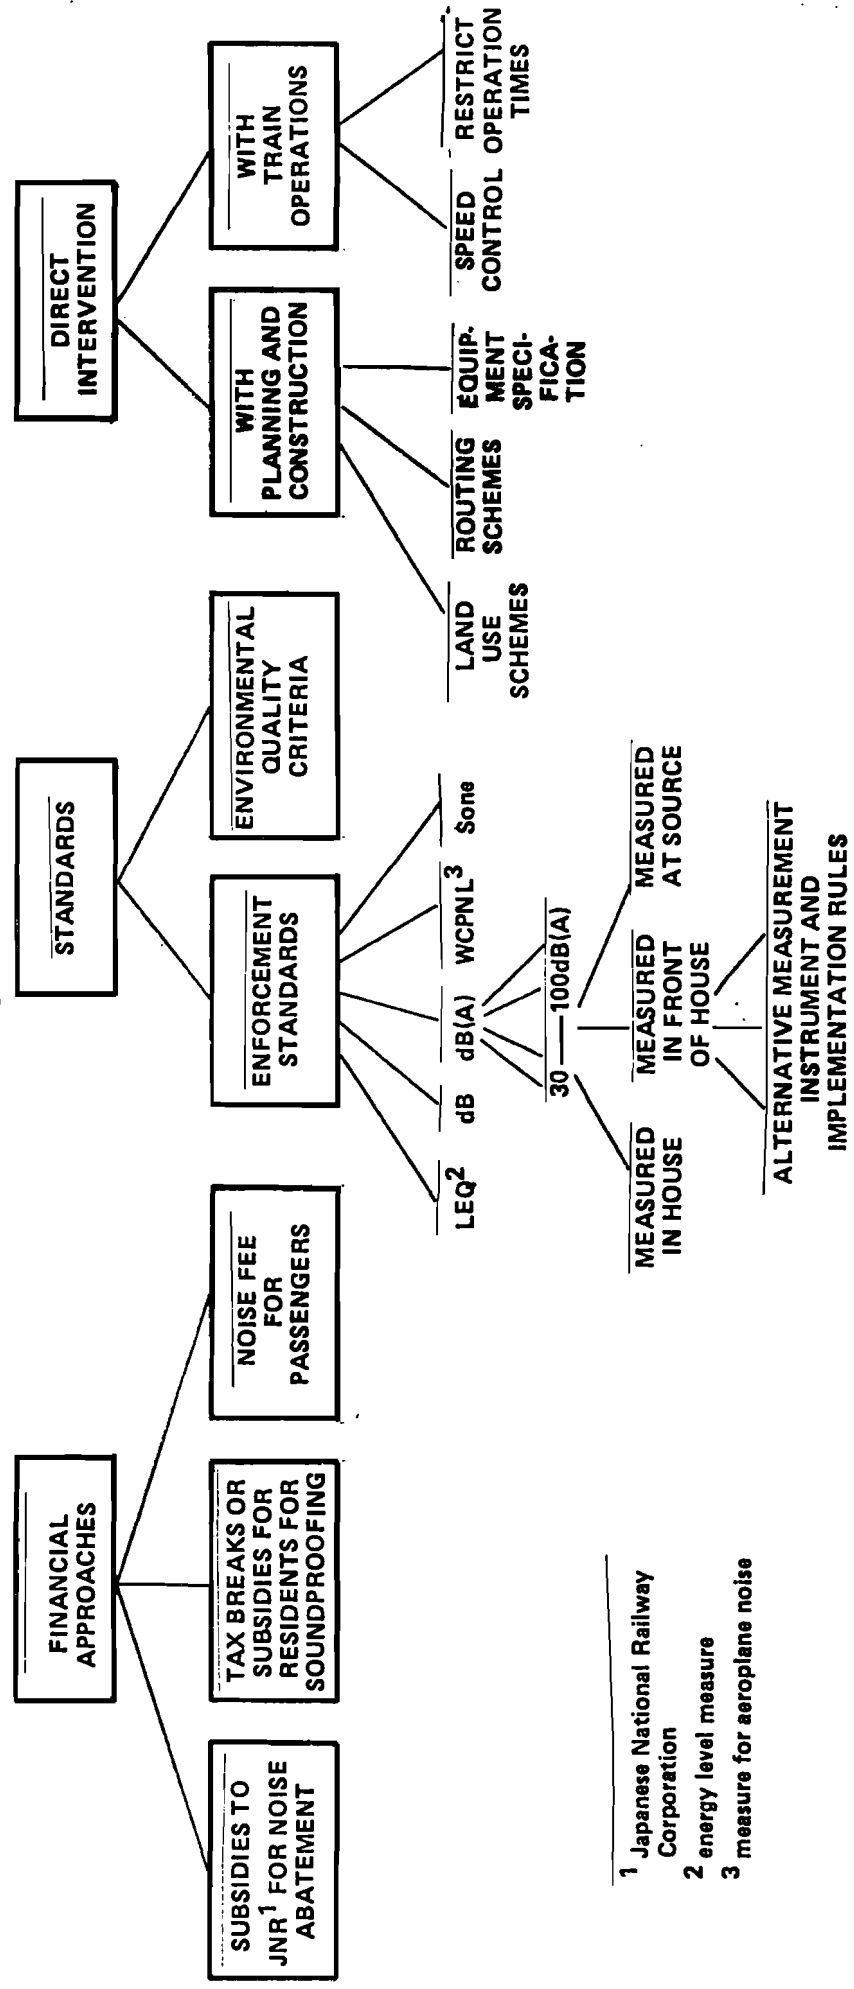 FINANCIAL
APPROACHES
STANDARDS
DIRECT
INTERVENTION
SUBSIDIES TO
JNR¹ FOR NOISE
ABATEMENT
TAX BREAKS OR
SUBSIDIES FOR
RESIDENTS FOR
SOUNDPROOFING
NOISE FEE
FOR
PASSENGERS
ENFORCEMENT
STANDARDS
ENVIRONMENTAL
QUALITY
CRITERIA
WITH
PLANNING AND
CONSTRUCTION
WITH
TRAIN
OPERATIONS
LEQ²
dB
dB(A)
WCPNL³
Sone
LAND
USE
SCHEMES
ROUTING
SCHEMES
EQUIP-
MENT
SPECI-
FICA-
TION
SPEED
CONTROL
RESTRICT
OPERATION
TIMES
30 — 100dB(A)
MEASURED
IN HOUSE
MEASURED
IN FRONT
OF HOUSE
MEASURED
AT SOURCE
ALTERNATIVE MEASUREMENT
INSTRUMENT AND
IMPLEMENTATION RULES
1 Japanese National Railway
Corporation
2 energy level measure
3 measure for aeroplane noise